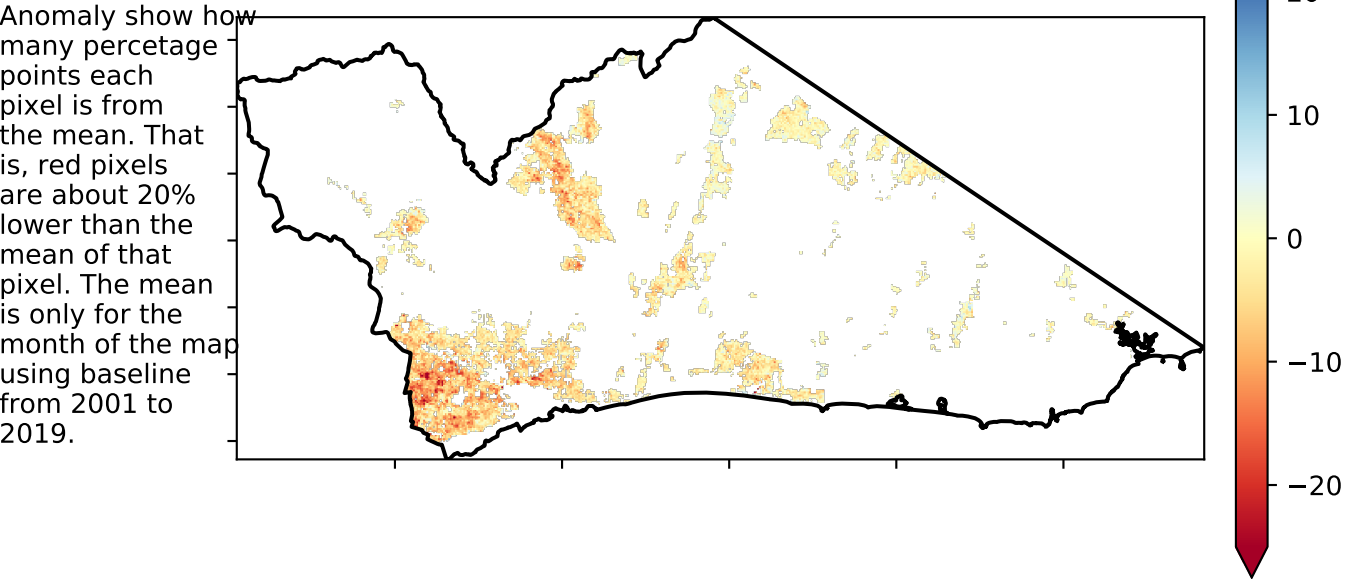 Anomaly show how
many percetage
points each
pixel is from
the mean. That
is, red pixels
are about 20%
lower than the
mean of that
pixel. The mean
is only for the
month of the map
using baseline
from 2001 to
2019.
10
0
−10
−20